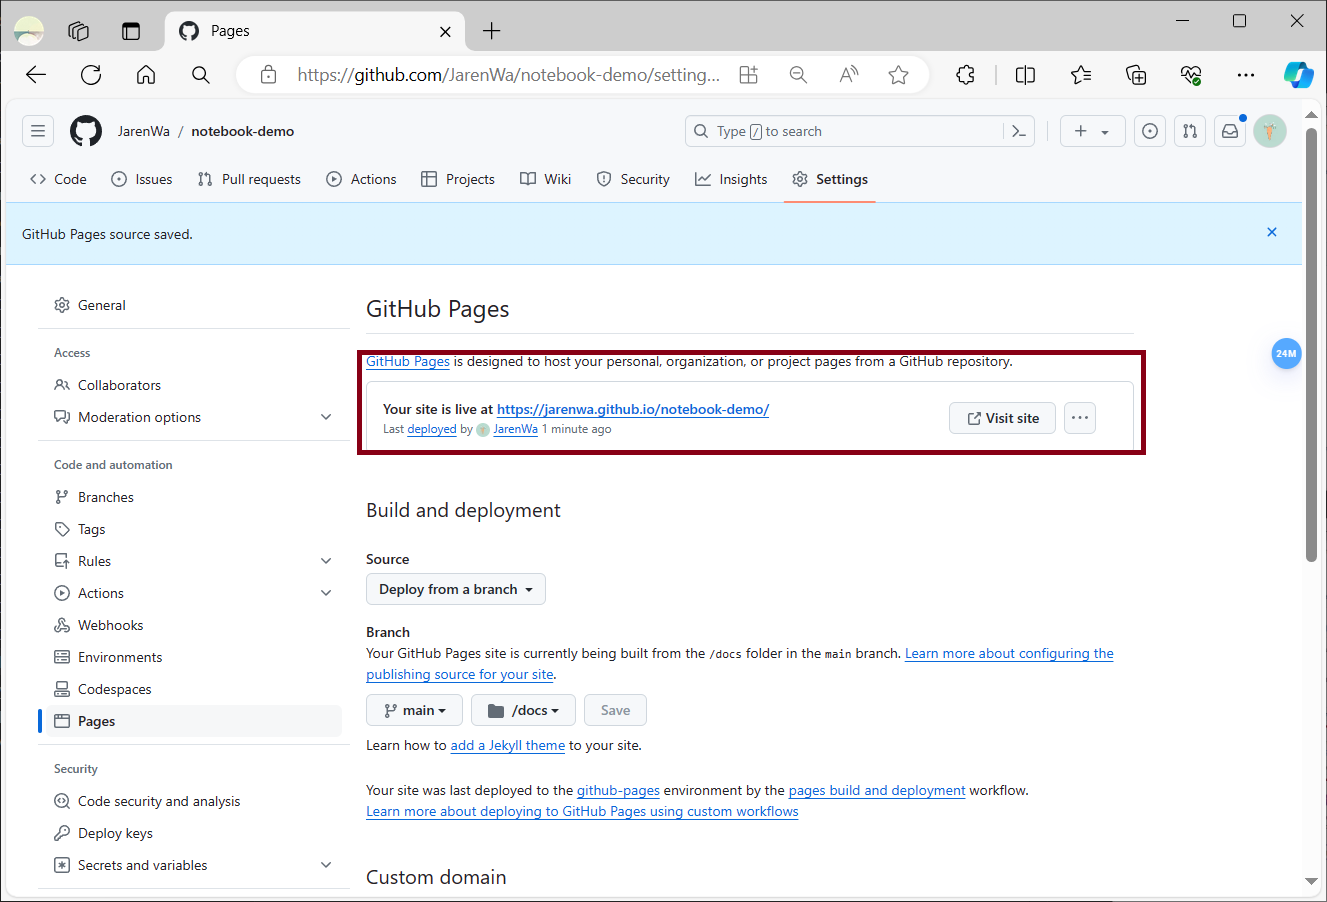 Pages
https://github.com/JarenWa/notebook-demo/setting...
JarenWa / notebook-demo
Type / to search
Code Issues Pull requests Actions Projects Wiki Security Insights Settings
GitHub Pages source saved.
General
Access
Collaborators
Moderation options
Code and automation
Branches
Tags
Rules
Actions
Webhooks
Environments
Codespaces
Pages
Security
Code security and analysis
Deploy keys
Secrets and variables
GitHub Pages
GitHub Pages is designed to host your personal, organization, or project pages from a GitHub repository.
Your site is live at https://jarenwa.github.io/notebook-demo/
Last deployed by JarenWa 1 minute ago
Visit site
Build and deployment
Source
Deploy from a branch
Branch
Your GitHub Pages site is currently being built from the /docs folder in the main branch. Learn more about configuring the
publishing source for your site.
main /docs Save
Learn how to add a Jekyll theme to your site.
Your site was last deployed to the github-pages environment by the pages build and deployment workflow.
Learn more about deploying to GitHub Pages using custom workflows
Custom domain
24M